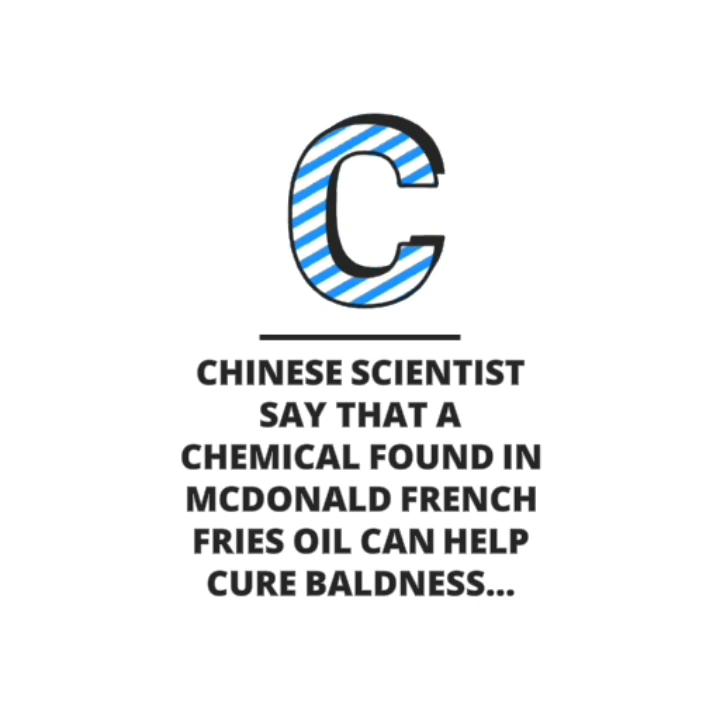 C
CHINESE SCIENTIST
SAY THAT A
CHEMICAL FOUND IN
MCDONALD FRENCH
FRIES OIL CAN HELP
CURE BALDNESS...